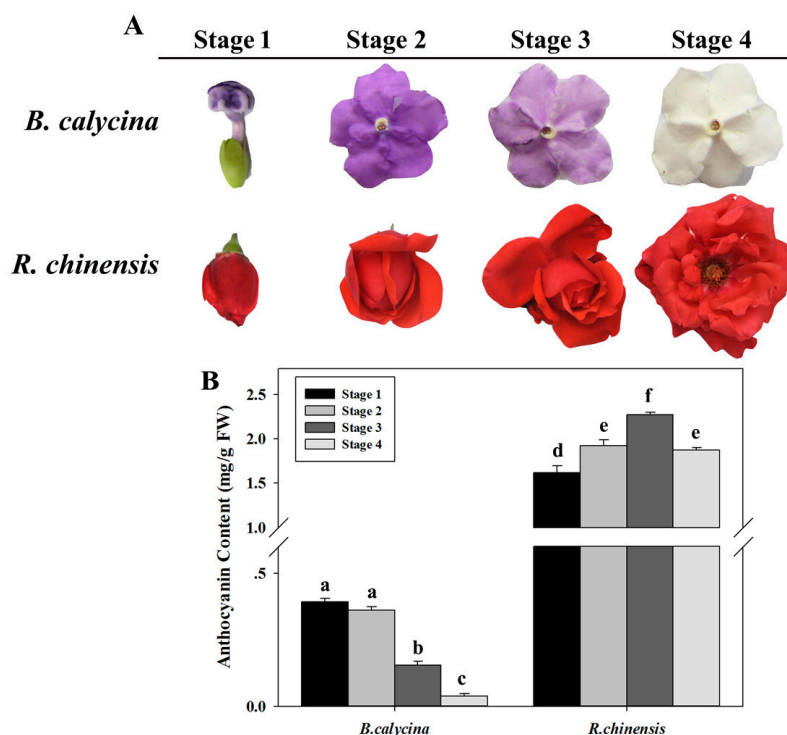 A
Stage 1 Stage 2 Stage 3 Stage 4
B. calycina
R. chinensis
B
Anthocyanin Content (mg/g FW)
2.5
2.0
1.5
1.0
.5
0.0
Stage 1
Stage 2
Stage 3
Stage 4
a a b c
d e f e
B.calycina R.chinensis